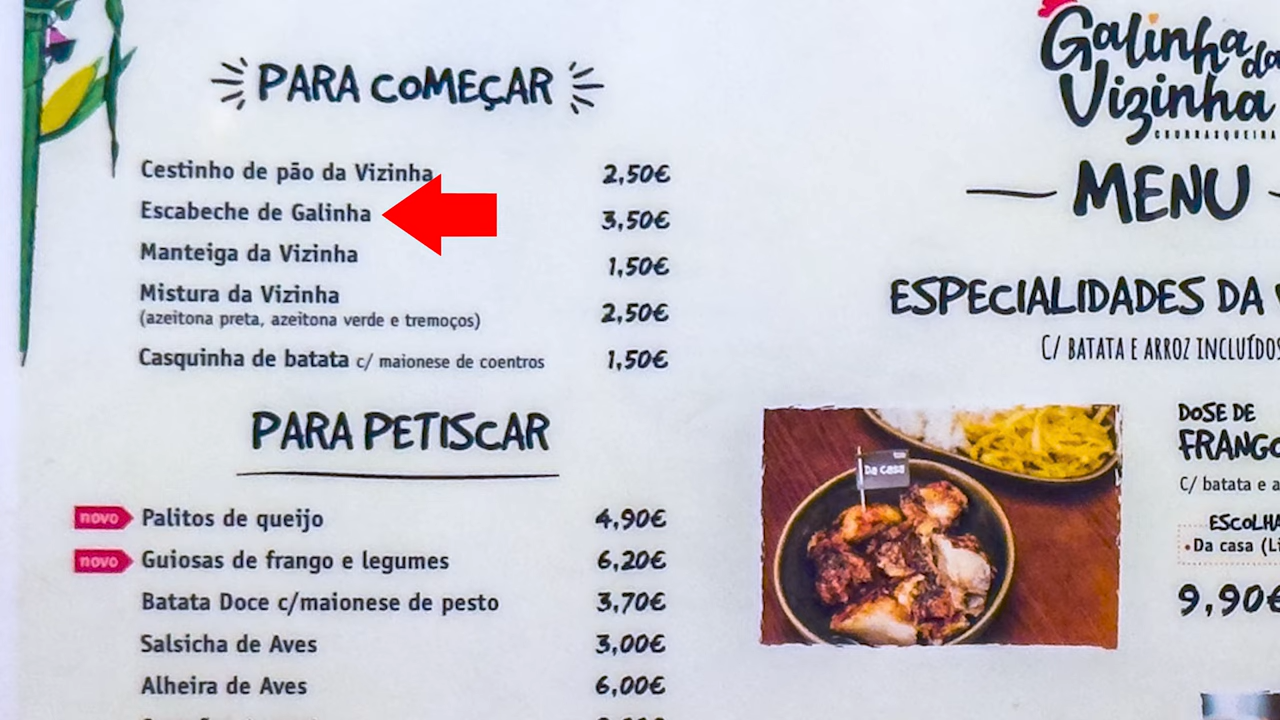 PARA COMEÇAR
Cestinho de pão da Vizinha 2,50€
Escabeche de Galinha 3,50€
Manteiga da Vizinha 1,50€
Mistura da Vizinha
(azeitona preta, azeitona verde e tremoços) 2,50€
Casquinha de batata c/ maionese de coentros 1,50€
PARA PETISCAR
novo Palitos de queijo 4,90€
novo Guiosas de frango e legumes 6,20€
Batata Doce c/maionese de pesto 3,70€
Salsicha de Aves 3,00€
Alheira de Aves 6,00€
Galinha da
Vizinha
CHURRASQUEIRA
MENU
ESPECIALIDADES DA
C/ BATATA E ARROZ INCLUÍDOS
Da casa
DOSE DE
FRANGO
C/ batata e a
ESCOLHA
•Da casa (Li
9,90€